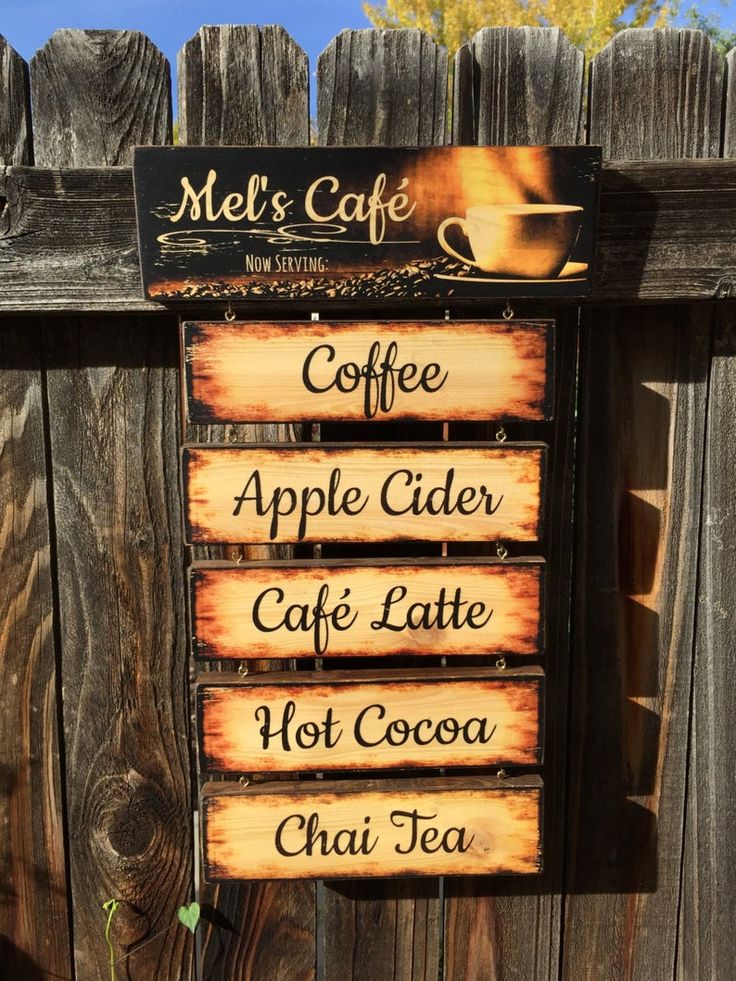 Mel's Café
Now Serving:
Coffee
Apple Cider
Café Latte
Hot Cocoa
Chai Tea